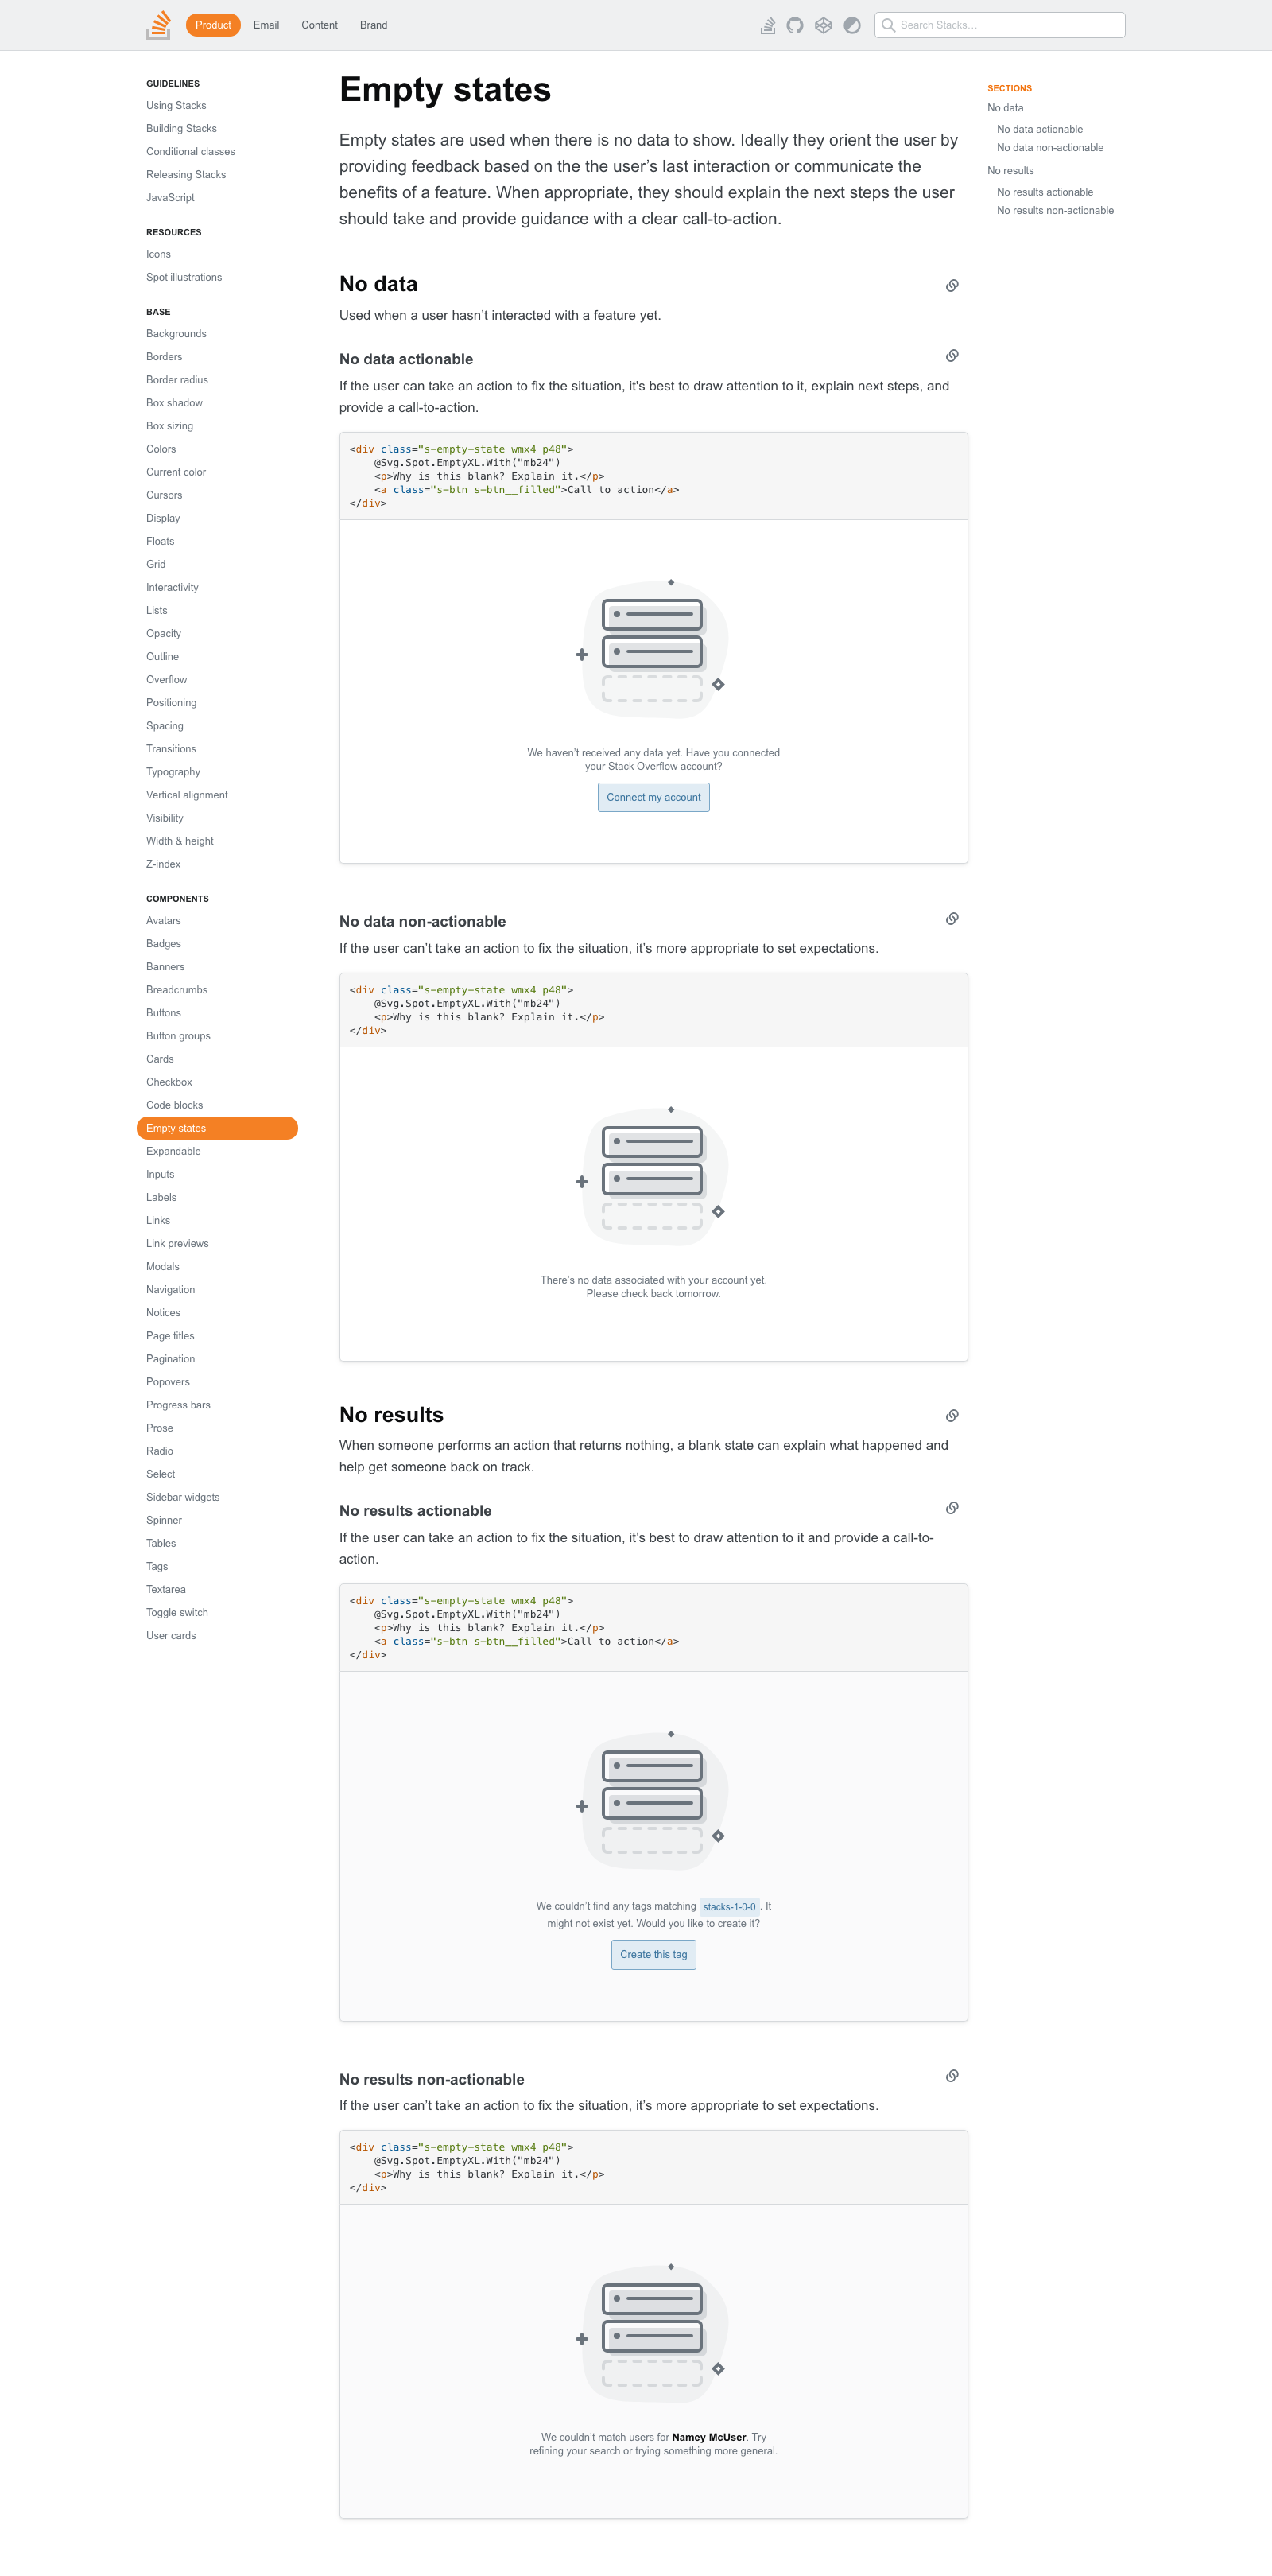 Product
Email
Content
Brand
Search Stacks…
GUIDELINES
Using Stacks
Building Stacks
Conditional classes
Releasing Stacks
JavaScript
RESOURCES
Icons
Spot illustrations
BASE
Backgrounds
Borders
Border radius
Box shadow
Box sizing
Colors
Current color
Cursors
Display
Floats
Grid
Interactivity
Lists
Opacity
Outline
Overflow
Positioning
Spacing
Transitions
Typography
Vertical alignment
Visibility
Width & height
Z-index
COMPONENTS
Avatars
Badges
Banners
Breadcrumbs
Buttons
Button groups
Cards
Checkbox
Code blocks
Empty states
Expandable
Inputs
Labels
Links
Link previews
Modals
Navigation
Notices
Page titles
Pagination
Popovers
Progress bars
Prose
Radio
Select
Sidebar widgets
Spinner
Tables
Tags
Textarea
Toggle switch
User cards
Empty states
Empty states are used when there is no data to show. Ideally they orient the user by
providing feedback based on the the user’s last interaction or communicate the
benefits of a feature. When appropriate, they should explain the next steps the user
should take and provide guidance with a clear call-to-action.
No data
Used when a user hasn’t interacted with a feature yet.
No data actionable
If the user can take an action to fix the situation, it's best to draw attention to it, explain next steps, and
provide a call-to-action.
<div class="s-empty-state wmx4 p48">
    @Svg.Spot.EmptyXL.With("mb24")
    <p>Why is this blank? Explain it.</p>
    <a class="s-btn s-btn__filled">Call to action</a>
</div>
We haven’t received any data yet. Have you connected
your Stack Overflow account?
Connect my account
No data non-actionable
If the user can’t take an action to fix the situation, it’s more appropriate to set expectations.
<div class="s-empty-state wmx4 p48">
    @Svg.Spot.EmptyXL.With("mb24")
    <p>Why is this blank? Explain it.</p>
</div>
There’s no data associated with your account yet.
Please check back tomorrow.
No results
When someone performs an action that returns nothing, a blank state can explain what happened and
help get someone back on track.
No results actionable
If the user can take an action to fix the situation, it’s best to draw attention to it and provide a call-to-
action.
<div class="s-empty-state wmx4 p48">
    @Svg.Spot.EmptyXL.With("mb24")
    <p>Why is this blank? Explain it.</p>
    <a class="s-btn s-btn__filled">Call to action</a>
</div>
We couldn’t find any tags matching stacks-1-0-0 . It
might not exist yet. Would you like to create it?
Create this tag
No results non-actionable
If the user can’t take an action to fix the situation, it’s more appropriate to set expectations.
<div class="s-empty-state wmx4 p48">
    @Svg.Spot.EmptyXL.With("mb24")
    <p>Why is this blank? Explain it.</p>
</div>
We couldn’t match users for Namey McUser. Try
refining your search or trying something more general.
SECTIONS
No data
No data actionable
No data non-actionable
No results
No results actionable
No results non-actionable